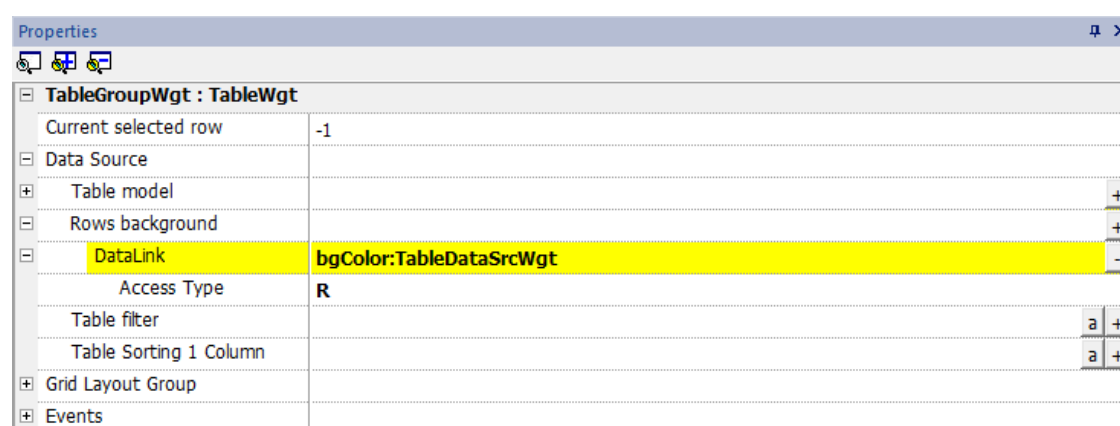 Properties
TableGroupWgt : TableWgt
Current selected row -1
Data Source
Table model +
Rows background +
DataLink bgColor:TableDataSrcWgt -
Access Type R
Table filter a +
Table Sorting 1 Column a +
Grid Layout Group
Events